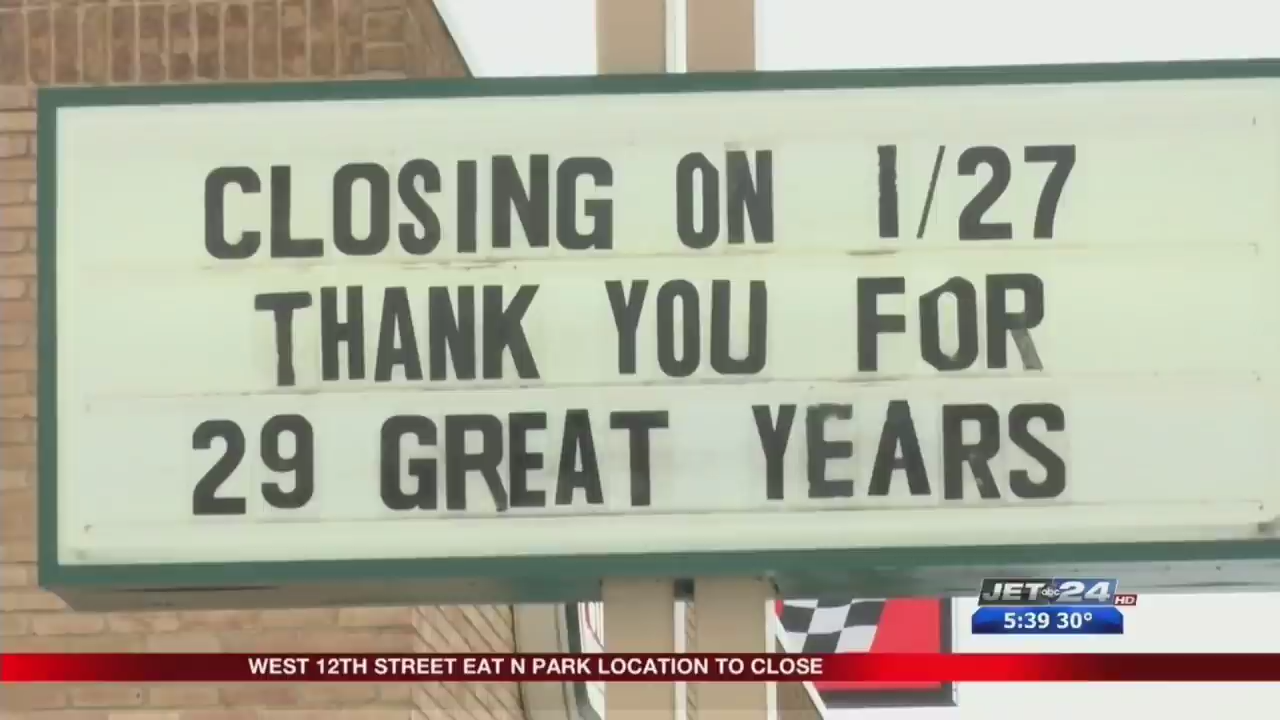 CLOSING ON 1/27
THANK YOU FOR
29 GREAT YEARS
JET abc 24 HD
5:39 30°
WEST 12TH STREET EAT N PARK LOCATION TO CLOSE